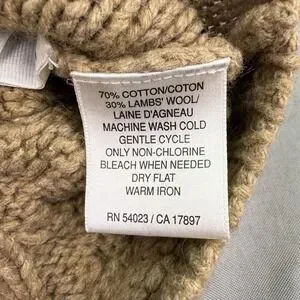 70% COTTON/COTON
30% LAMBS' WOOL/
LAINE D'AGNEAU
MACHINE WASH COLD
GENTLE CYCLE
ONLY NON-CHLORINE
BLEACH WHEN NEEDED
DRY FLAT
WARM IRON
RN 54023 / CA 17897